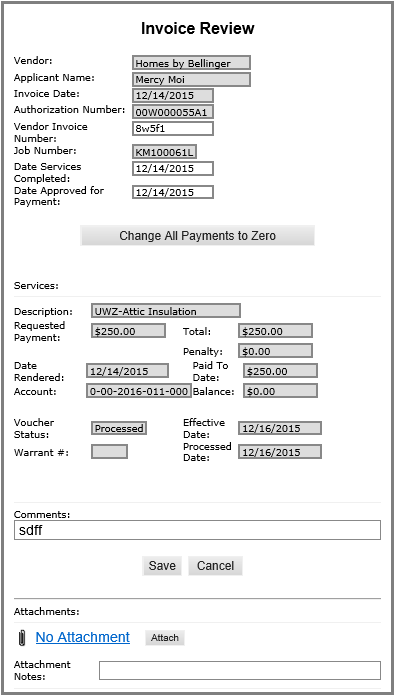 Invoice Review
Vendor: Homes by Bellinger
Applicant Name: Mercy Moi
Invoice Date: 12/14/2015
Authorization Number: 00W000055A1
Vendor Invoice
Number: 8w5f1
Job Number: KM100061L
Date Services
Completed: 12/14/2015
Date Approved for
Payment: 12/14/2015
Change All Payments to Zero
Services:
Description: UWZ-Attic Insulation
Requested
Payment: $250.00 Total: $250.00
Penalty: $0.00
Date
Rendered: 12/14/2015 Paid To
Date: $250.00
Account: 0-00-2016-011-000 Balance: $0.00
Voucher
Status: Processed Effective
Date: 12/16/2015
Warrant #: Processed
Date: 12/16/2015
Comments:
sdff
Save Cancel
Attachments:
No Attachment Attach
Attachment
Notes: